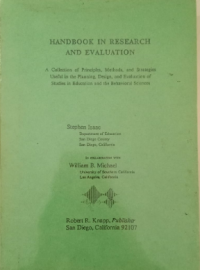 HANDBOOK IN RESEARCH
AND EVALUATION
A Collection of Principles, Methods, and Strategies
Useful in the Planning, Design, and Evaluation of
Studies in Education and the Behavioral Sciences
Stephen Isaac
Department of Education
San Diego County
San Diego, California
in collaboration with
William B. Michael
University of Southern California
Los Angeles, California
Robert R. Knapp, Publisher
San Diego, California 92107